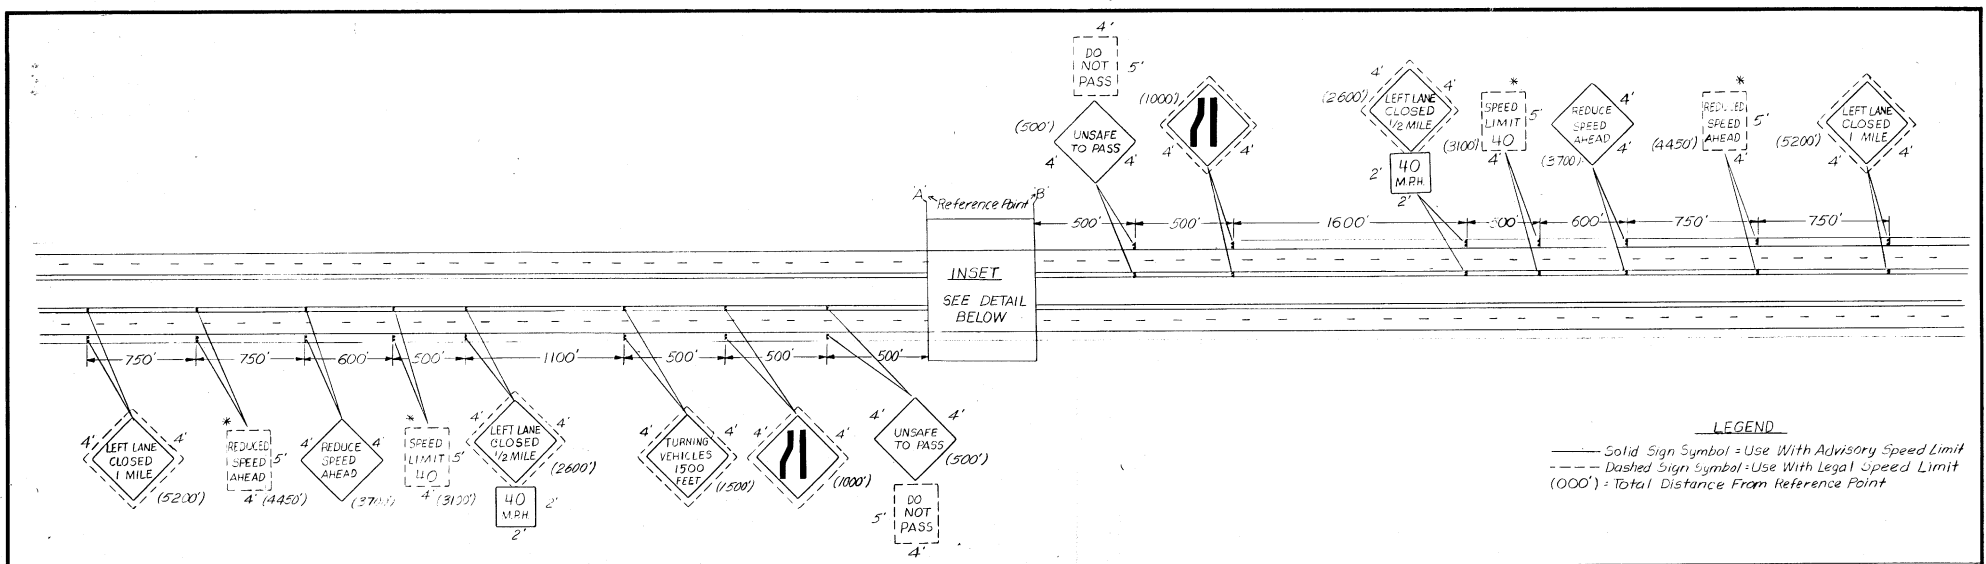 4'
DO
NOT
PASS
5'
(500')
UNSAFE
TO PASS
4' 4'
(1000')
4' 4'
4' 4'
(2600')
LEFT LANE
CLOSED
1/2 MILE
2'
40
M.P.H.
2'
*
SPEED
LIMIT
40
5'
(3100')
4'
REDUCE
SPEED
AHEAD
4'
4'
(3700')
*
SPEED
AHEAD
5'
(4450')
4'
(5200')
LEFT LANE
CLOSED
1 MILE
4' 4'
'A' Reference Point 'B'
500' 500' 1600' 600' 750' 750'
INSET
SEE DETAIL
BELOW
750' 750' 600' 500' 1100' 500' 500' 500'
4' 4'
LEFT LANE
CLOSED
1 MILE
(5200')
*
REDUCED
SPEED
AHEAD
5'
4' (4450')
4' 4'
REDUCE
SPEED
AHEAD
*
SPEED
LIMIT
40
5'
4' (3100')
4' 4'
LEFT LANE
CLOSED
1/2 MILE
(2600')
40
M.P.H.
2'
2'
4' 4'
TURNING
VEHICLES
1500
FEET
(1500')
4' 4'
(1000')
4' 4'
UNSAFE
TO PASS
(500')
5'
DO
NOT
PASS
4'
LEGEND
Solid Sign Symbol = Use With Advisory Speed Limit
Dashed Sign Symbol = Use With Legal Speed Limit
(000') = Total Distance From Reference Point